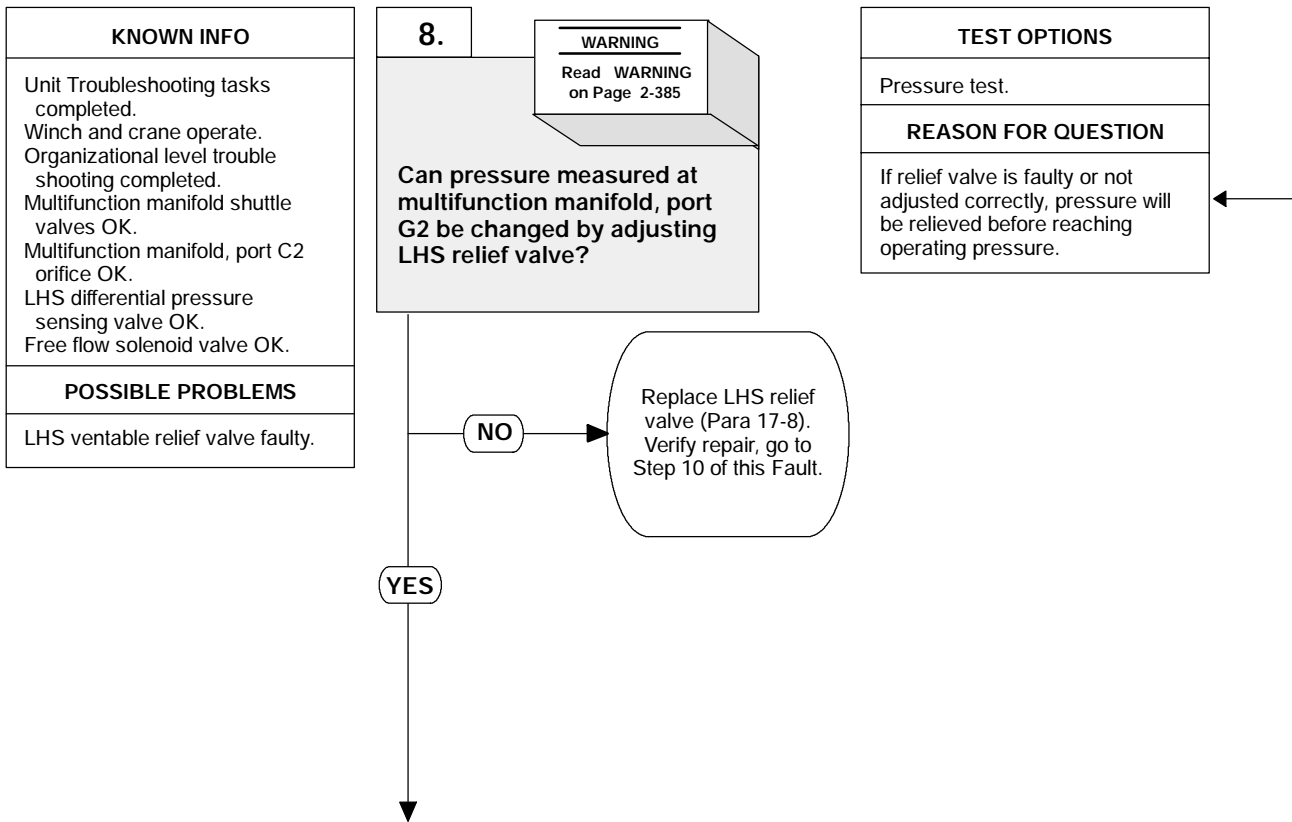 KNOWN INFO
Unit Troubleshooting tasks
completed.
Winch and crane operate.
Organizational level trouble
shooting completed.
Multifunction manifold shuttle
valves OK.
Multifunction manifold, port C2
orifice OK.
LHS differential pressure
sensing valve OK.
Free flow solenoid valve OK.
POSSIBLE PROBLEMS
LHS ventable relief valve faulty.
8.
WARNING
Read WARNING
on Page 2-385
Can pressure measured at
multifunction manifold, port
G2 be changed by adjusting
LHS relief valve?
TEST OPTIONS
Pressure test.
REASON FOR QUESTION
If relief valve is faulty or not
adjusted correctly, pressure will
be relieved before reaching
operating pressure.
NO
Replace LHS relief
valve (Para 17-8).
Verify repair, go to
Step 10 of this Fault.
YES